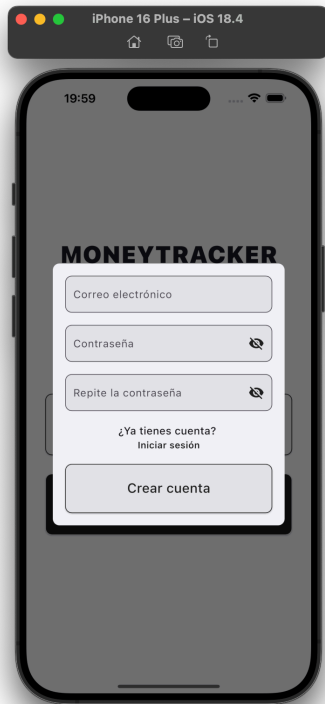 iPhone 16 Plus – iOS 18.4
19:59
MONEYTRACKER
Correo electrónico
Contraseña
Repite la contraseña
¿Ya tienes cuenta?
Iniciar sesión
Crear cuenta